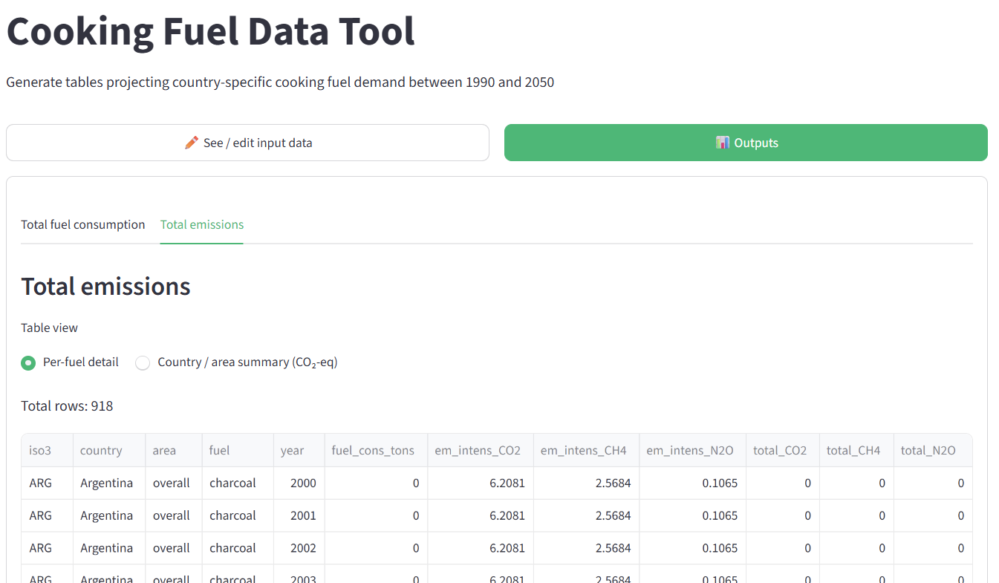 Cooking Fuel Data Tool
Generate tables projecting country-specific cooking fuel demand between 1990 and 2050
See / edit input data
Outputs
Total fuel consumption Total emissions
Total emissions
Table view
Per-fuel detail Country / area summary (CO₂-eq)
Total rows: 918
iso3 country area fuel year fuel_cons_tons em_intens_CO2 em_intens_CH4 em_intens_N2O total_CO2 total_CH4 total_N2O
ARG Argentina overall charcoal 2000 0 6.2081 2.5684 0.1065 0 0 0
ARG Argentina overall charcoal 2001 0 6.2081 2.5684 0.1065 0 0 0
ARG Argentina overall charcoal 2002 0 6.2081 2.5684 0.1065 0 0 0
ARG Argentina overall charcoal 2003 0 6.2081 2.5684 0.1065 0 0 0